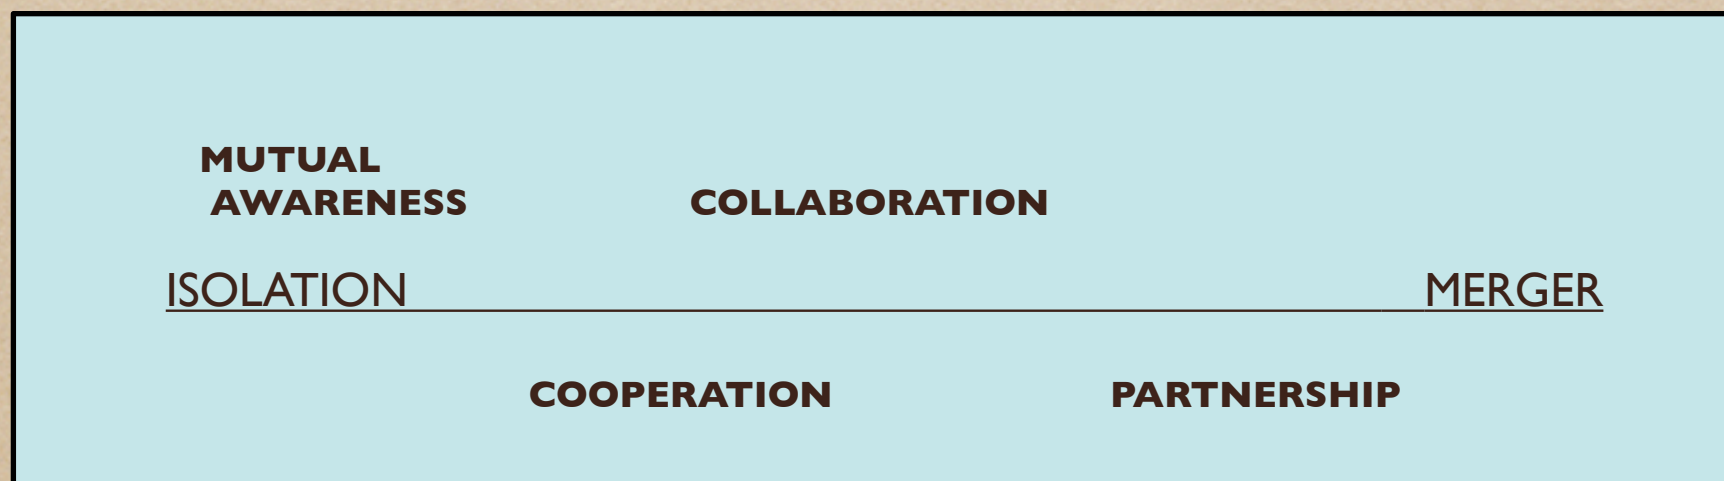 MUTUAL
AWARENESS COLLABORATION
ISOLATION MERGER
COOPERATION PARTNERSHIP